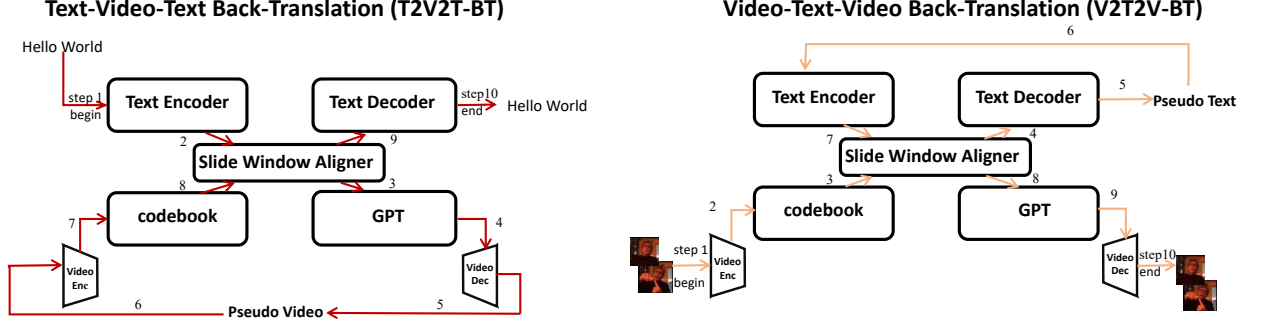 Text-Video-Text Back-Translation (T2V2T-BT)
Hello World
step 1
begin
Text Encoder
Text Decoder
step10
end
Hello World
2
9
Slide Window Aligner
8
3
codebook
GPT
7
4
Video
Enc
Video
Dec
6
Pseudo Video
5
Video-Text-Video Back-Translation (V2T2V-BT)
6
Text Encoder
Text Decoder
5
Pseudo Text
7
4
Slide Window Aligner
3
8
codebook
GPT
2
9
step 1
begin
Video
Enc
Video
Dec
step10
end